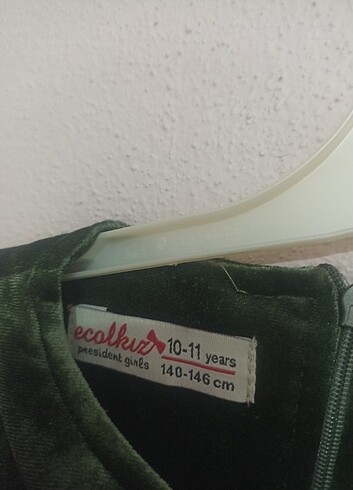 ecolkız
president girls
10-11 years
140-146 cm